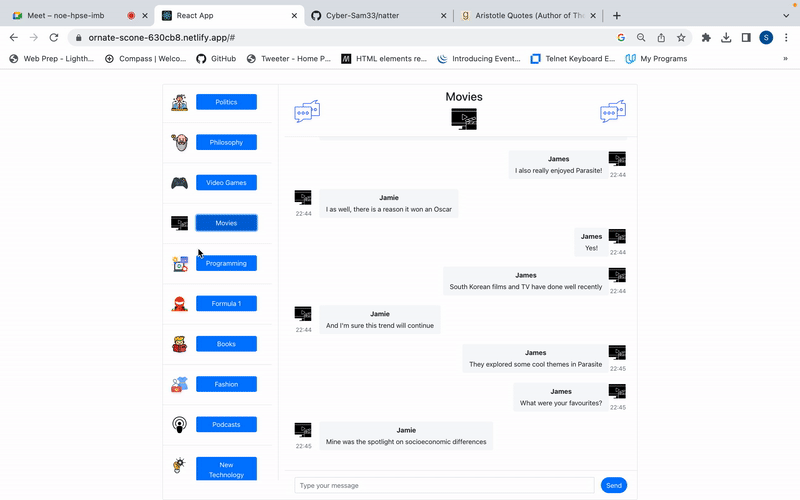 Meet – noe-hpse-imb
React App
Cyber-Sam33/natter
Aristotle Quotes (Author of The
ornate-scone-630cb8.netlify.app/#
S
Web Prep - Lighth...
Compass | Welco...
GitHub
Tweeter - Home P...
HTML elements re...
Introducing Event...
Telnet Keyboard E...
My Programs
»
Politics
Philosophy
Video Games
Movies
Programming
Formula 1
Books
Fashion
Podcasts
New
Technology
Movies
James
I also really enjoyed Parasite!
22:44
Jamie
I as well, there is a reason it won an Oscar
22:44
James
Yes!
22:44
James
South Korean films and TV have done well recently
22:44
Jamie
And I'm sure this trend will continue
22:44
James
They explored some cool themes in Parasite
22:45
James
What were your favourites?
22:45
Jamie
Mine was the spotlight on socioeconomic differences
22:45
Type your message
Send